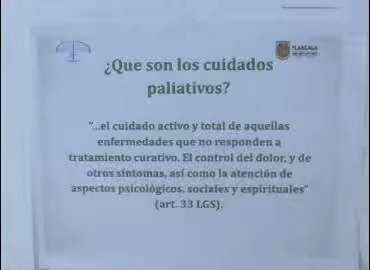 TLAXCALA
¿Que son los cuidados
paliativos?
"...el cuidado activo y total de aquellas
enfermedades que no responden a
tratamiento curativo. El control del dolor, y de
otros síntomas, así como la atención de
aspectos psicológicos, sociales y espirituales"
(art. 33 LGS).